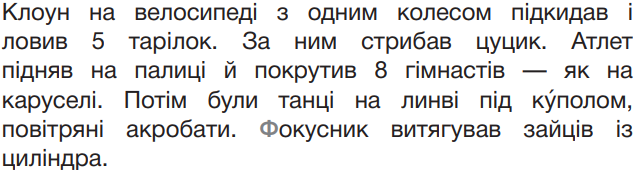 Клоун на велосипеді з одним колесом підкидав і
ловив 5 тарілок. За ним стрибав цуцик. Атлет
підняв на палиці й покрутив 8 гімнастів — як на
каруселі. Потім були танці на линві під ку́полом,
повітряні акробати. Фокусник витягував зайців із
циліндра.